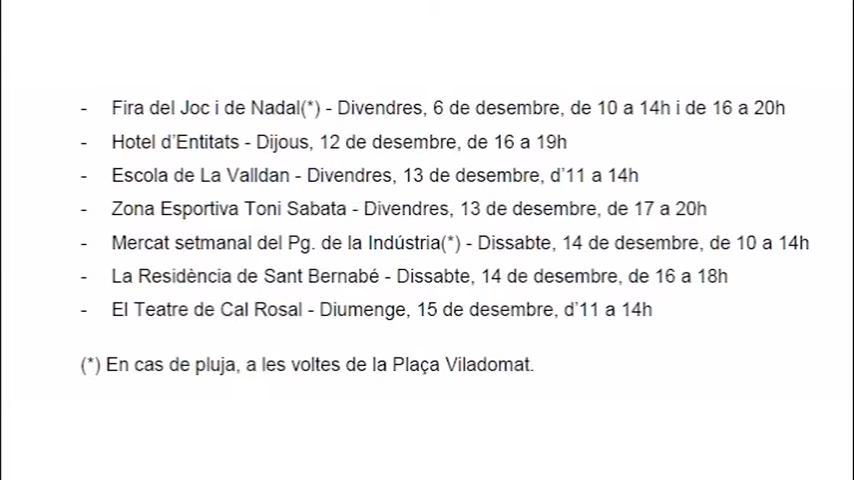 - Fira del Joc i de Nadal(*) - Divendres, 6 de desembre, de 10 a 14h i de 16 a 20h
- Hotel d'Entitats - Dijous, 12 de desembre, de 16 a 19h
- Escola de La Valldan - Divendres, 13 de desembre, d'11 a 14h
- Zona Esportiva Toni Sabata - Divendres, 13 de desembre, de 17 a 20h
- Mercat setmanal del Pg. de la Indústria(*) - Dissabte, 14 de desembre, de 10 a 14h
- La Residència de Sant Bernabé - Dissabte, 14 de desembre, de 16 a 18h
- El Teatre de Cal Rosal - Diumenge, 15 de desembre, d'11 a 14h
(*) En cas de pluja, a les voltes de la Plaça Viladomat.